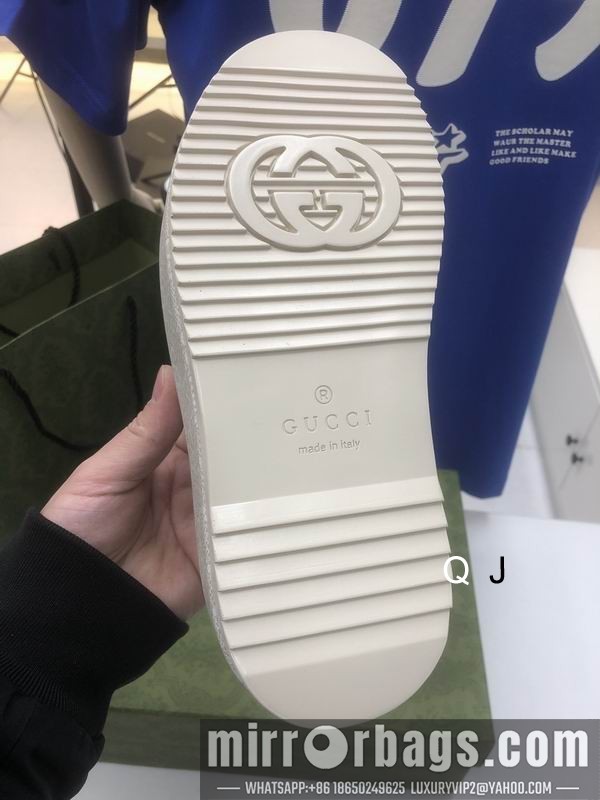 THE SCHOLAR MAY
WAUR THE MASTER
LIKE AND LIKE MAKE
GOOD FRIENDS
®
GUCCI
made in italy
Q J
mirrorbags.com
WHATSAPP:+86 18650249625 LUXURYVIP2@YAHOO.COM